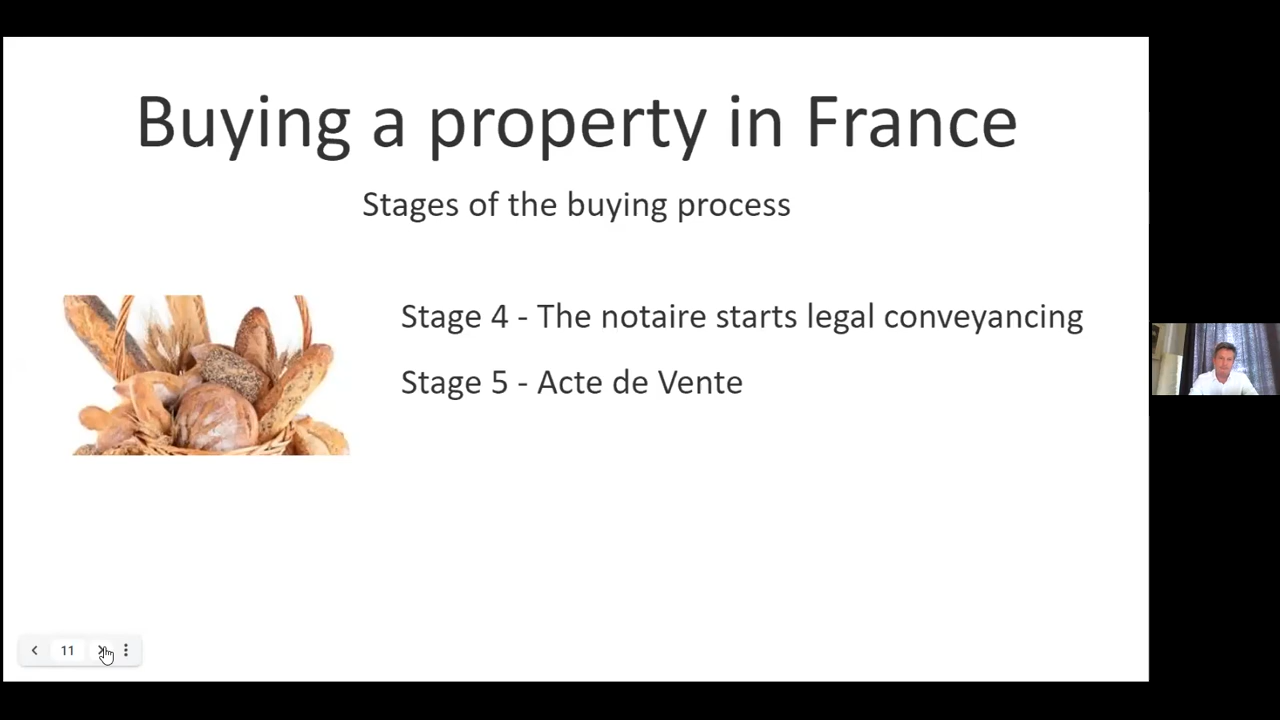 Buying a property in France
Stages of the buying process
Stage 4 - The notaire starts legal conveyancing
Stage 5 - Acte de Vente
11